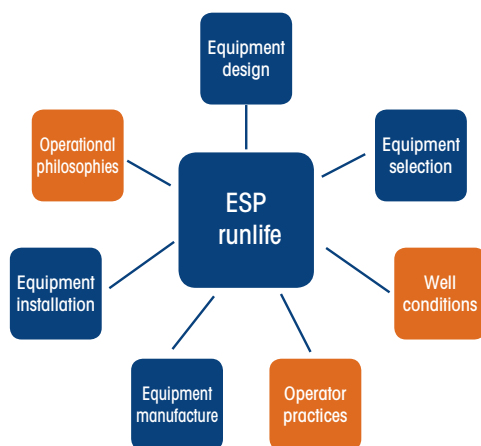 Equipment
design
Operational
philosophies
Equipment
selection
ESP
runlife
Equipment
installation
Well
conditions
Equipment
manufacture
Operator
practices